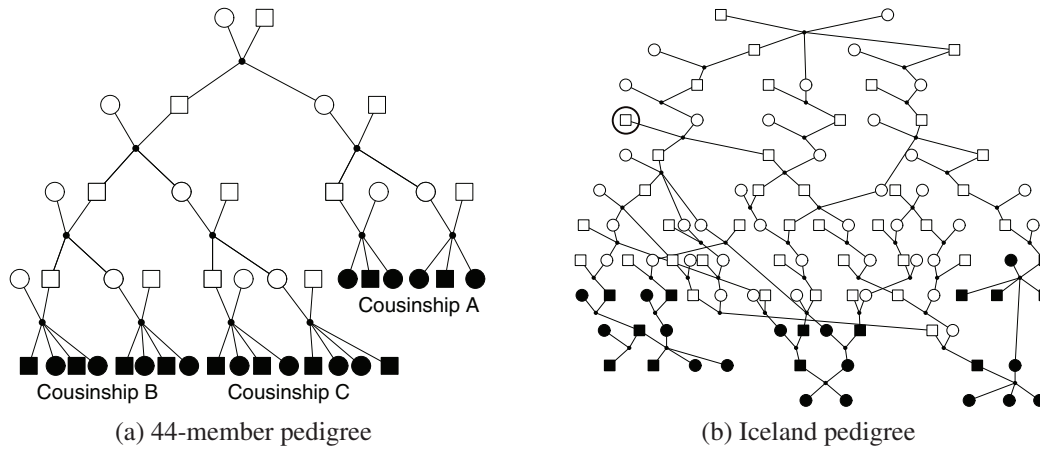 Cousinship A
Cousinship B
Cousinship C
(a) 44-member pedigree
(b) Iceland pedigree